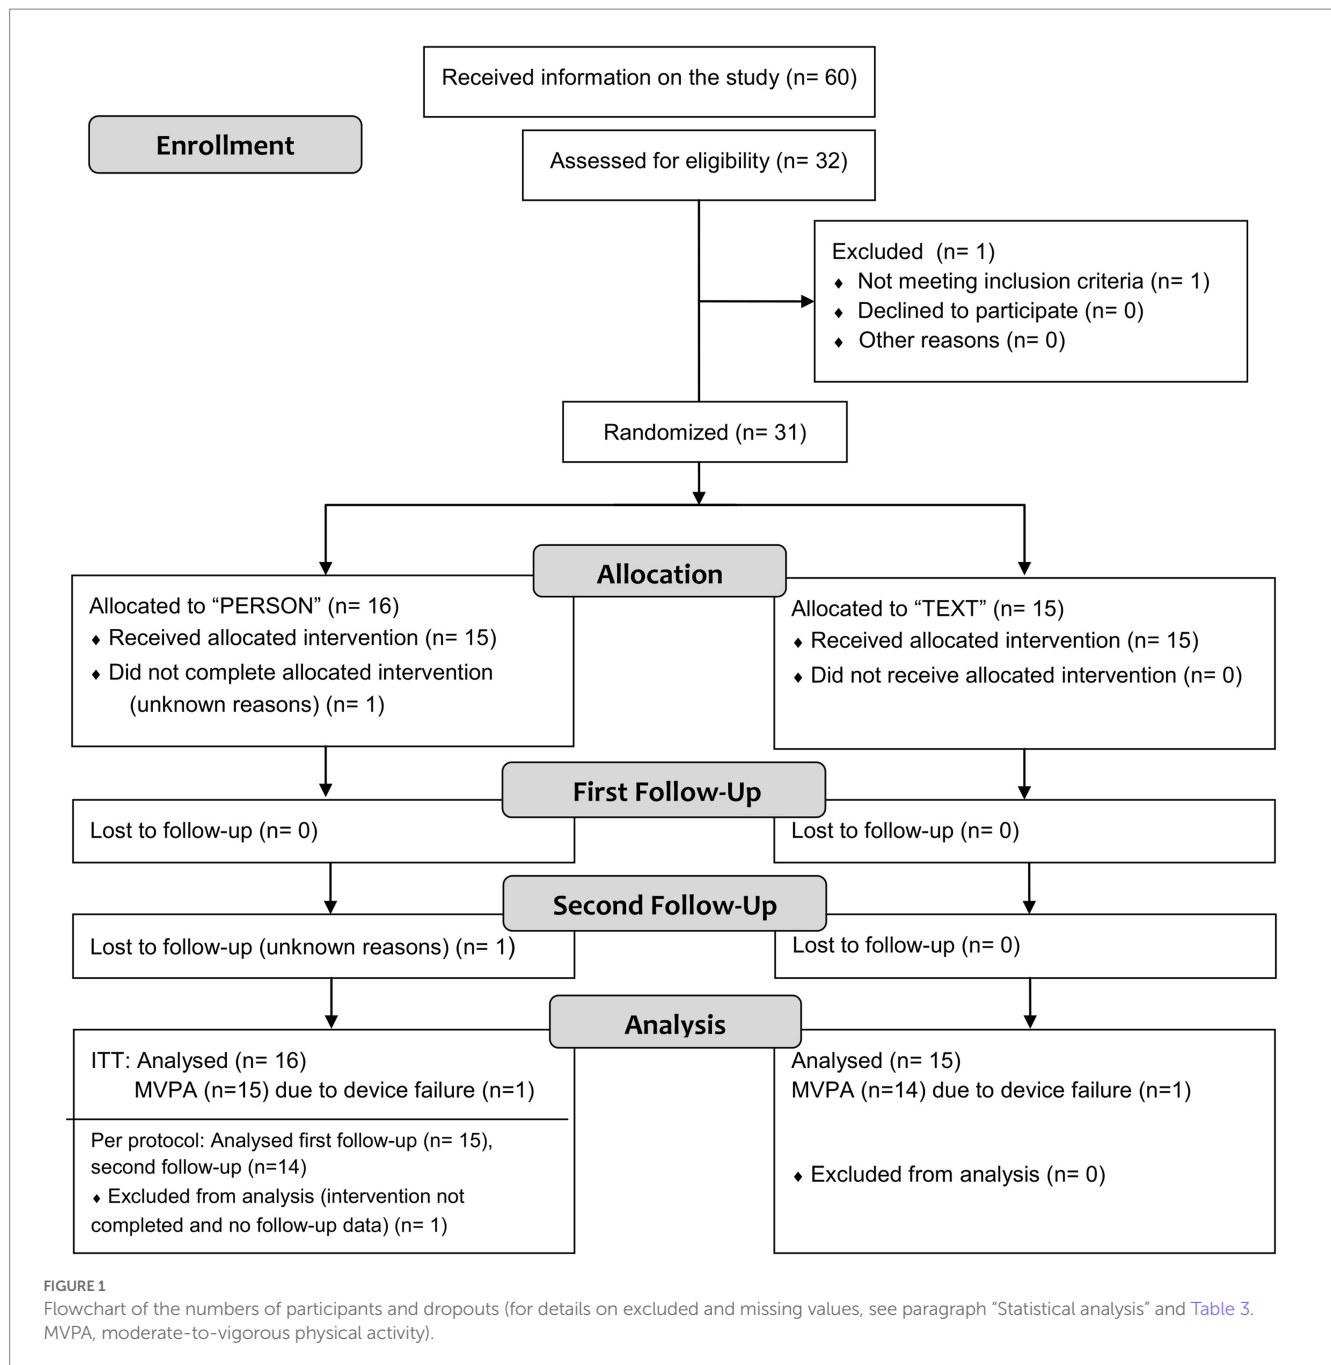 Received information on the study (n= 60)
Enrollment
Assessed for eligibility (n= 32)
Excluded  (n= 1)
♦ Not meeting inclusion criteria (n= 1)
♦ Declined to participate (n= 0)
♦ Other reasons (n= 0)
Randomized (n= 31)
Allocation
Allocated to “PERSON” (n= 16)
♦ Received allocated intervention (n= 15)
♦ Did not complete allocated intervention
(unknown reasons) (n= 1)
Allocated to “TEXT” (n= 15)
♦ Received allocated intervention (n= 15)
♦ Did not receive allocated intervention (n= 0)
First Follow-Up
Lost to follow-up (n= 0)
Lost to follow-up (n= 0)
Second Follow-Up
Lost to follow-up (unknown reasons) (n= 1)
Lost to follow-up (n= 0)
Analysis
ITT: Analysed (n= 16)
MVPA (n=15) due to device failure (n=1)
Per protocol: Analysed first follow-up (n= 15),
second follow-up (n=14)
♦ Excluded from analysis (intervention not
completed and no follow-up data) (n= 1)
Analysed (n= 15)
MVPA (n=14) due to device failure (n=1)
♦ Excluded from analysis (n= 0)
FIGURE 1
Flowchart of the numbers of participants and dropouts (for details on excluded and missing values, see paragraph “Statistical analysis” and Table 3.
MVPA, moderate-to-vigorous physical activity).